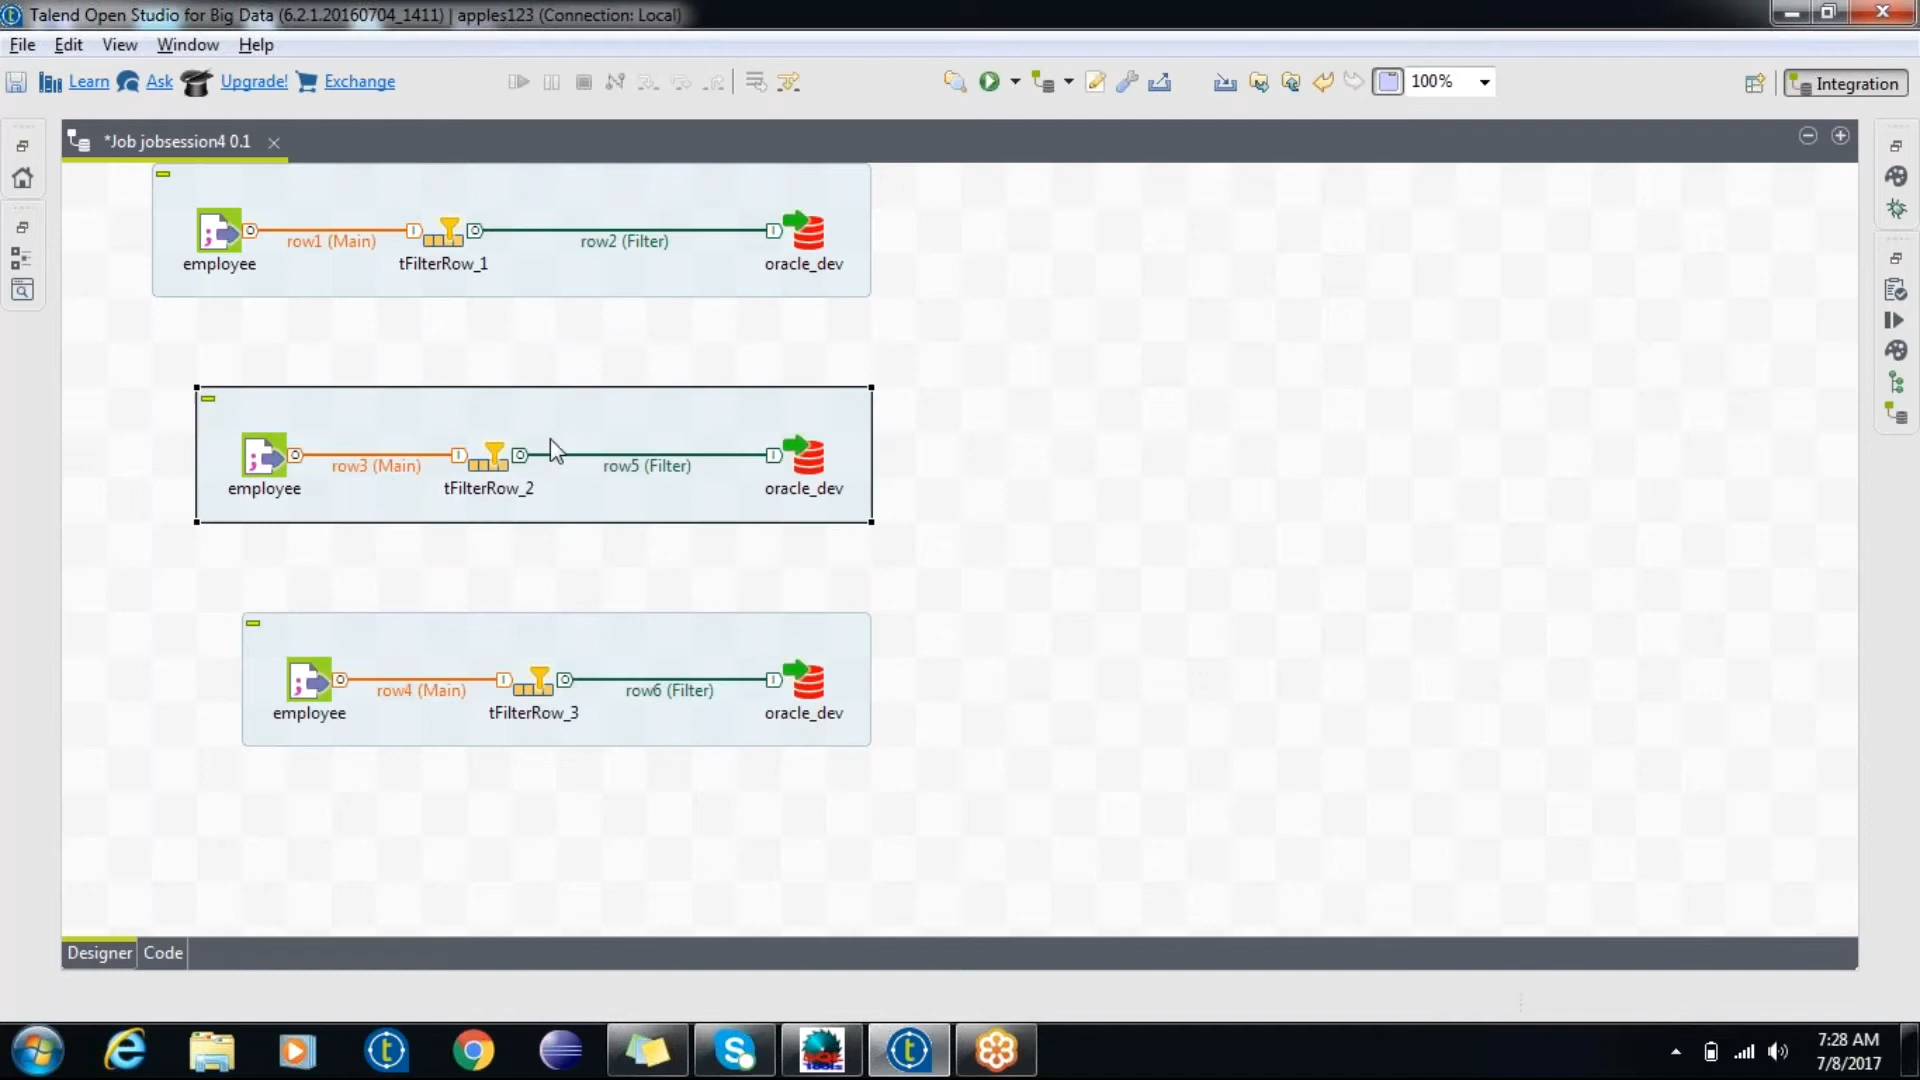 Talend Open Studio for Big Data (6.2.1.20160704_1411) | apples123 (Connection: Local)
File Edit View Window Help
Learn Ask Upgrade! Exchange 100% Integration
*Job jobsession4 0.1
row1 (Main) row2 (Filter)
employee tFilterRow_1 oracle_dev
row3 (Main) row5 (Filter)
employee tFilterRow_2 oracle_dev
row4 (Main) row6 (Filter)
employee tFilterRow_3 oracle_dev
Designer Code
7:28 AM
7/8/2017